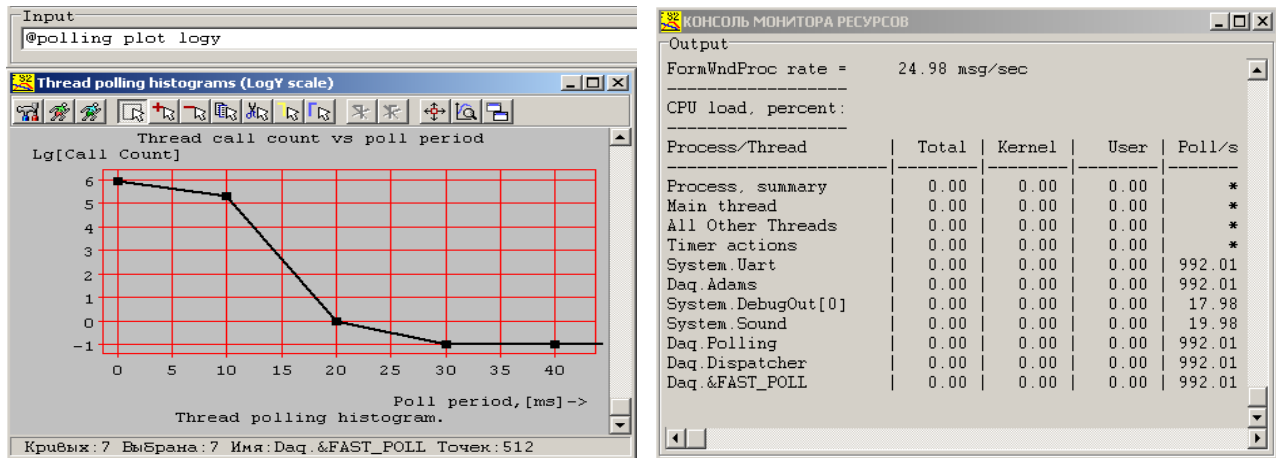 Input
@polling plot logy
Thread polling histograms (LogY scale)
Thread call count vs poll period
Lg[Call Count]
6
5
4
3
2
1
0
-1
0 5 10 15 20 25 30 35 40
Poll period,[ms]->
Thread polling histogram.
Кривых:7 Выбрана:7 Имя:Daq.&FAST_POLL Точек:512
КОНСОЛЬ МОНИТОРА РЕСУРСОВ
Output
FormWndProc rate = 24.98 msg/sec
-------------------
CPU load, percent:
-------------------
Process/Thread | Total | Kernel | User | Poll/s
-----------------------|--------|--------|--------|-------
Process, summary | 0.00 | 0.00 | 0.00 | *
Main thread | 0.00 | 0.00 | 0.00 | *
All Other Threads | 0.00 | 0.00 | 0.00 | *
Timer actions | 0.00 | 0.00 | 0.00 | *
System.Uart | 0.00 | 0.00 | 0.00 | 992.01
Daq.Adams | 0.00 | 0.00 | 0.00 | 992.01
System.DebugOut[0] | 0.00 | 0.00 | 0.00 | 17.98
System.Sound | 0.00 | 0.00 | 0.00 | 19.98
Daq.Polling | 0.00 | 0.00 | 0.00 | 992.01
Daq.Dispatcher | 0.00 | 0.00 | 0.00 | 992.01
Daq.&FAST_POLL | 0.00 | 0.00 | 0.00 | 992.01